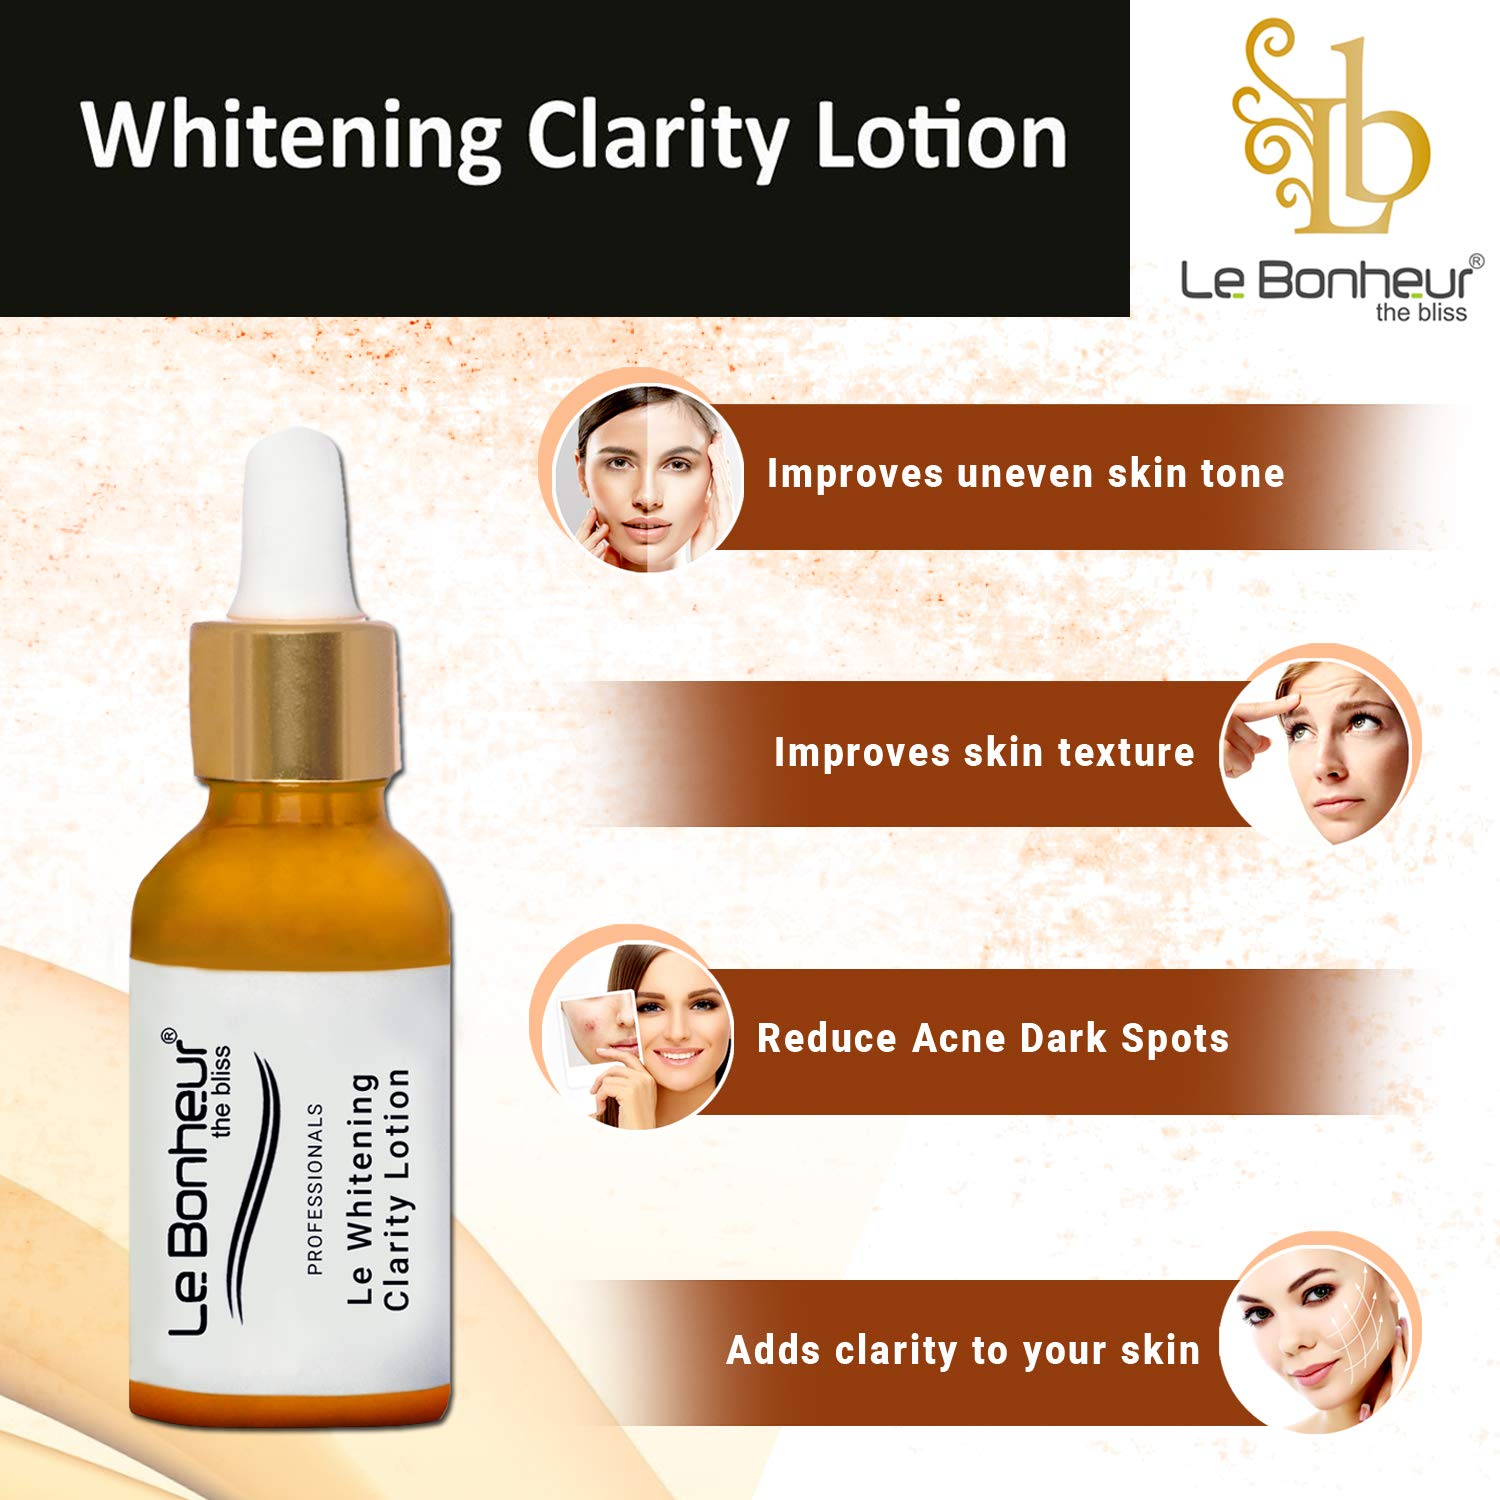 Whitening Clarity Lotion
Lb
Le Bonheur®
the bliss
Improves uneven skin tone
Improves skin texture
Reduce Acne Dark Spots
Adds clarity to your skin
Le Bonheur®
the bliss
PROFESSIONALS
Le Whitening
Clarity Lotion